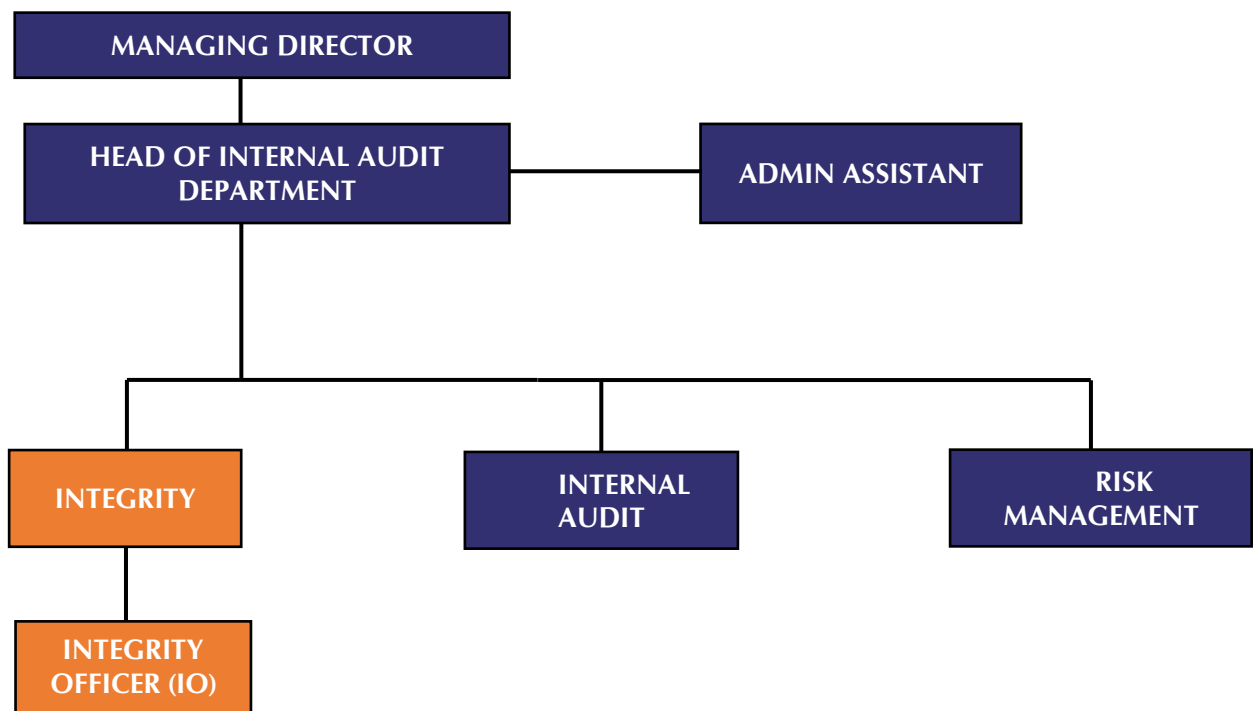 MANAGING DIRECTOR
HEAD OF INTERNAL AUDIT
DEPARTMENT
ADMIN ASSISTANT
INTEGRITY
INTERNAL
AUDIT
RISK
MANAGEMENT
INTEGRITY
OFFICER (IO)